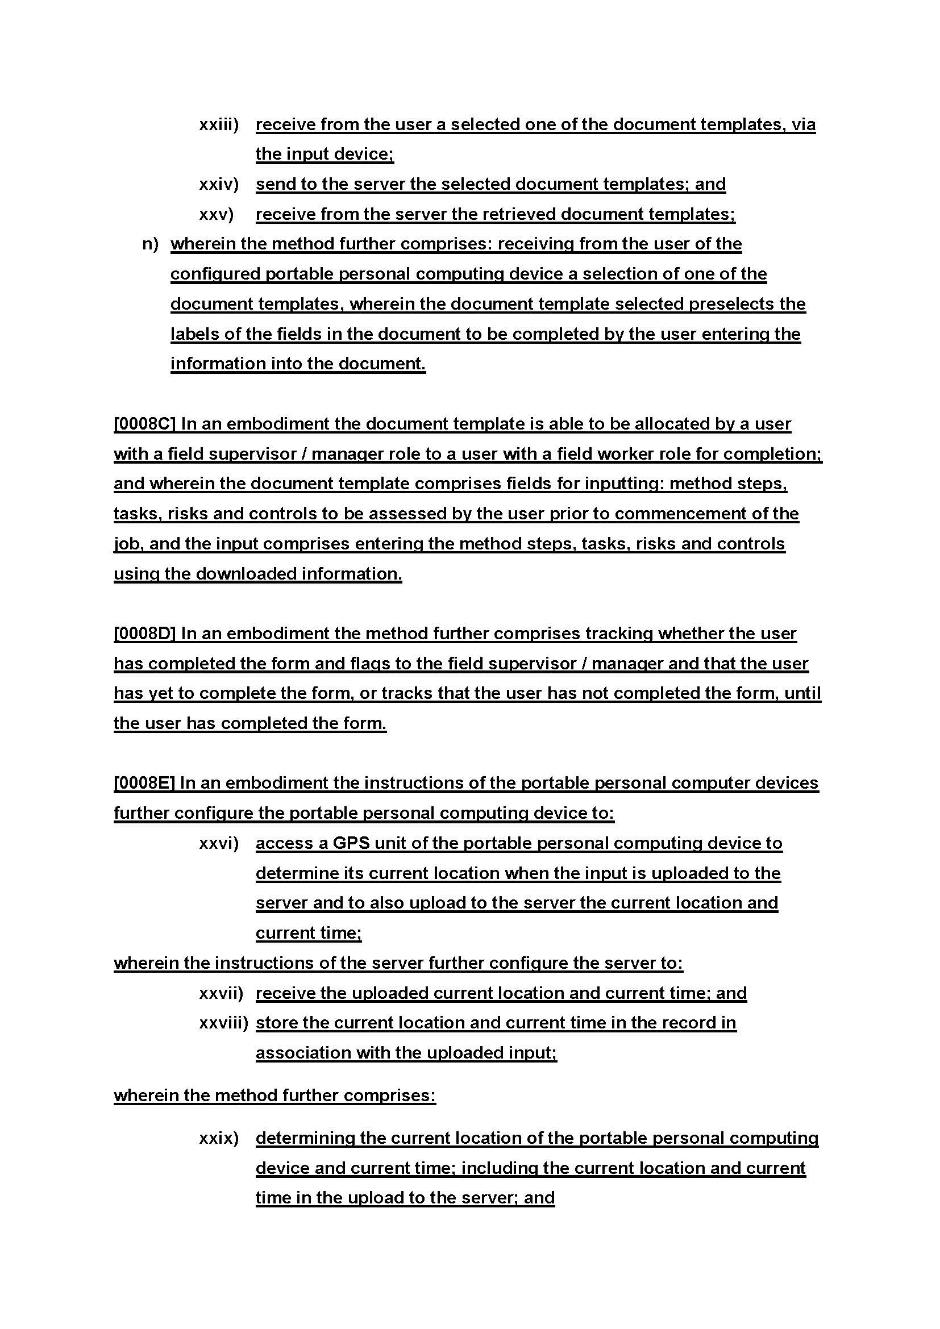 xxiii) receive from the user a selected one of the document templates, via
the input device;
xxiv) send to the server the selected document templates; and
xxv) receive from the server the retrieved document templates;
n) wherein the method further comprises: receiving from the user of the
configured portable personal computing device a selection of one of the
document templates, wherein the document template selected preselects the
labels of the fields in the document to be completed by the user entering the
information into the document.
[0008C] In an embodiment the document template is able to be allocated by a user
with a field supervisor / manager role to a user with a field worker role for completion;
and wherein the document template comprises fields for inputting: method steps,
tasks, risks and controls to be assessed by the user prior to commencement of the
job, and the input comprises entering the method steps, tasks, risks and controls
using the downloaded information.
[0008D] In an embodiment the method further comprises tracking whether the user
has completed the form and flags to the field supervisor / manager and that the user
has yet to complete the form, or tracks that the user has not completed the form, until
the user has completed the form.
[0008E] In an embodiment the instructions of the portable personal computer devices
further configure the portable personal computing device to:
xxvi) access a GPS unit of the portable personal computing device to
determine its current location when the input is uploaded to the
server and to also upload to the server the current location and
current time;
wherein the instructions of the server further configure the server to:
xxvii) receive the uploaded current location and current time; and
xxviii) store the current location and current time in the record in
association with the uploaded input;
wherein the method further comprises:
xxix) determining the current location of the portable personal computing
device and current time; including the current location and current
time in the upload to the server; and